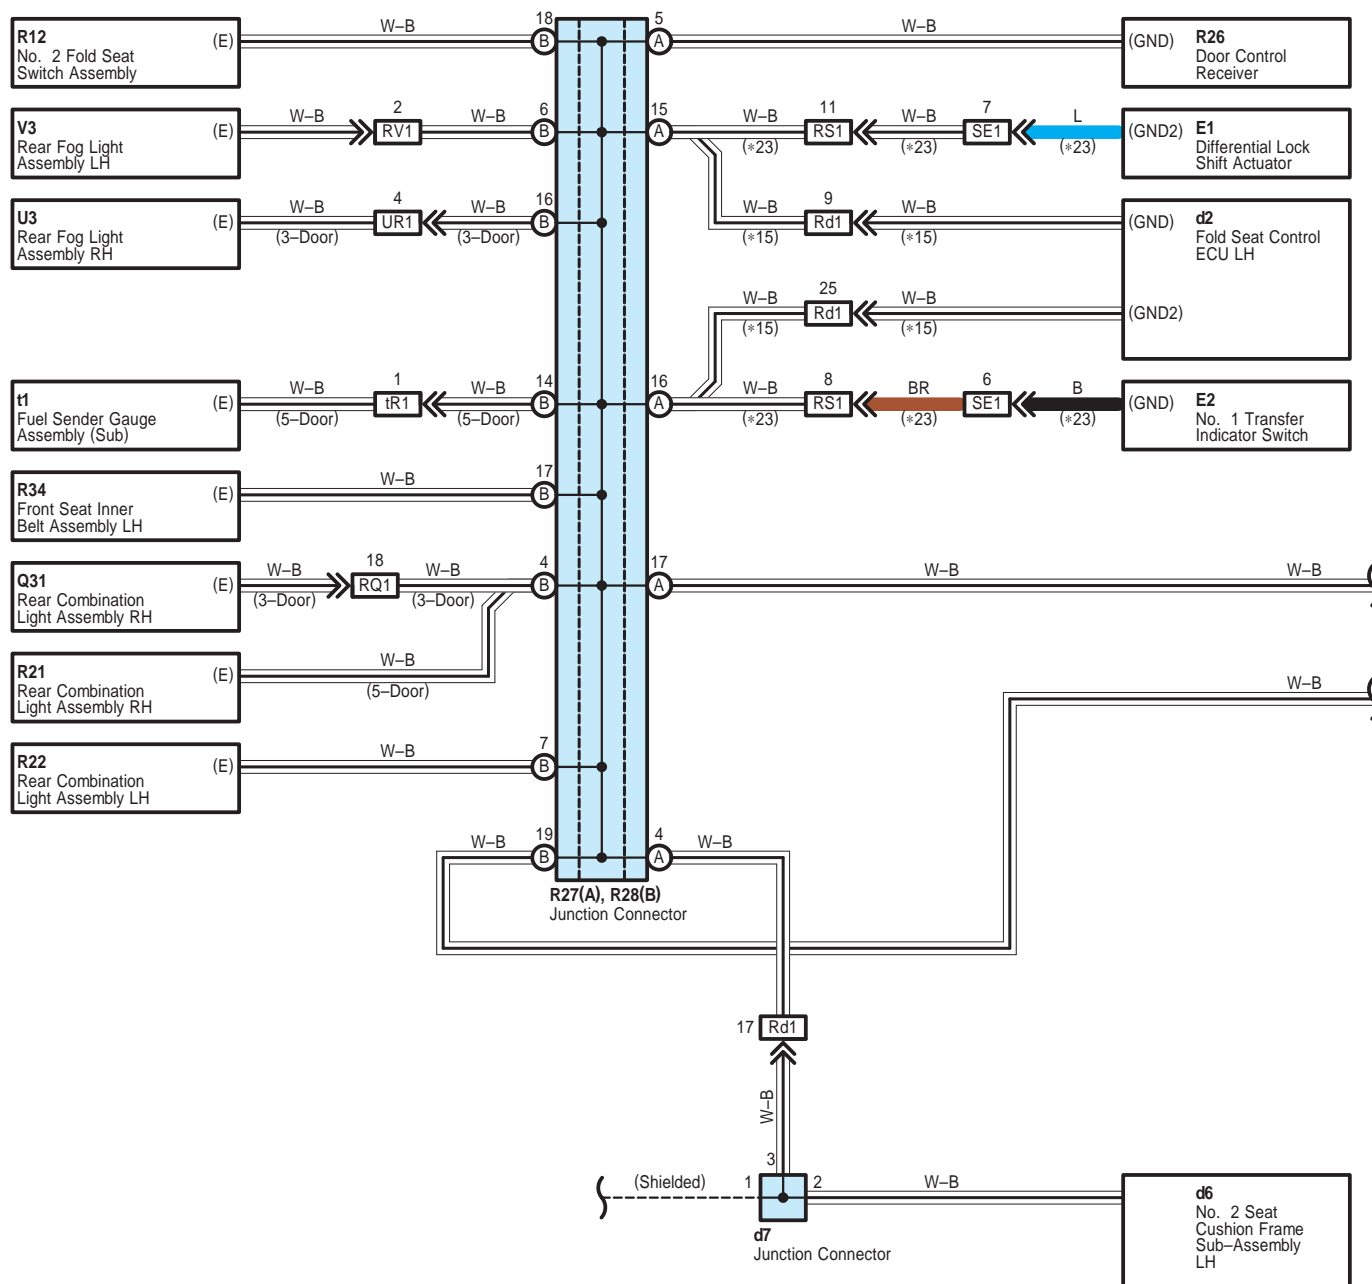 R12
(E)
No. 2 Fold Seat
Switch Assembly
W–B
18
B
5
A
W–B
(GND)
R26
Door Control
Receiver
V3
(E)
Rear Fog Light
Assembly LH
W–B
2
RV1
W–B
6
B
15
A
W–B
(*23)
11
RS1
W–B
(*23)
7
SE1
L
(*23)
(GND2)
E1
Differential Lock
Shift Actuator
U3
(E)
Rear Fog Light
Assembly RH
W–B
(3–Door)
4
UR1
W–B
(3–Door)
16
B
W–B
(*15)
9
Rd1
W–B
(*15)
(GND)
d2
Fold Seat Control
ECU LH
W–B
(*15)
25
Rd1
W–B
(*15)
(GND2)
t1
(E)
Fuel Sender Gauge
Assembly (Sub)
W–B
(5–Door)
1
tR1
W–B
(5–Door)
14
B
16
A
W–B
(*23)
8
RS1
BR
(*23)
6
SE1
B
(*23)
(GND)
E2
No. 1 Transfer
Indicator Switch
R34
(E)
Front Seat Inner
Belt Assembly LH
W–B
17
B
Q31
(E)
Rear Combination
Light Assembly RH
W–B
(3–Door)
18
RQ1
W–B
(3–Door)
4
B
17
A
W–B
W–B
R21
(E)
Rear Combination
Light Assembly RH
W–B
(5–Door)
W–B
R22
(E)
Rear Combination
Light Assembly LH
W–B
7
B
W–B
19
B
4
A
W–B
R27(A), R28(B)
Junction Connector
17
Rd1
W–B
3
(Shielded)
1
2
W–B
d7
Junction Connector
d6
No. 2 Seat
Cushion Frame
Sub–Assembly
LH